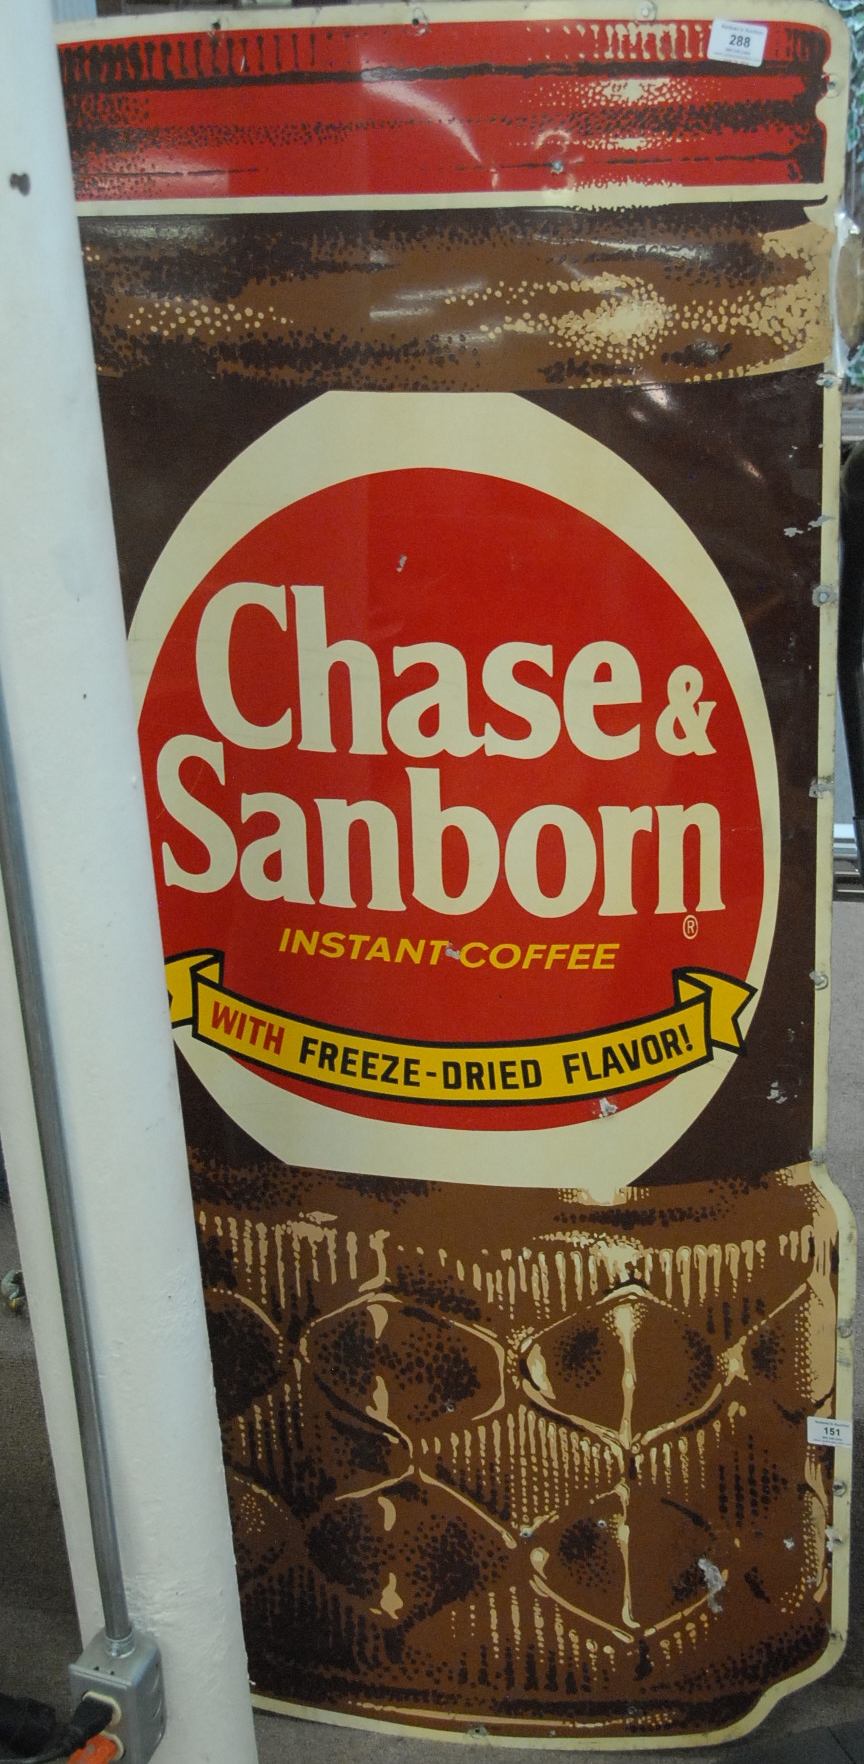 288
Chase &
Sanborn
®
INSTANT COFFEE
WITH FREEZE-DRIED FLAVOR!
151